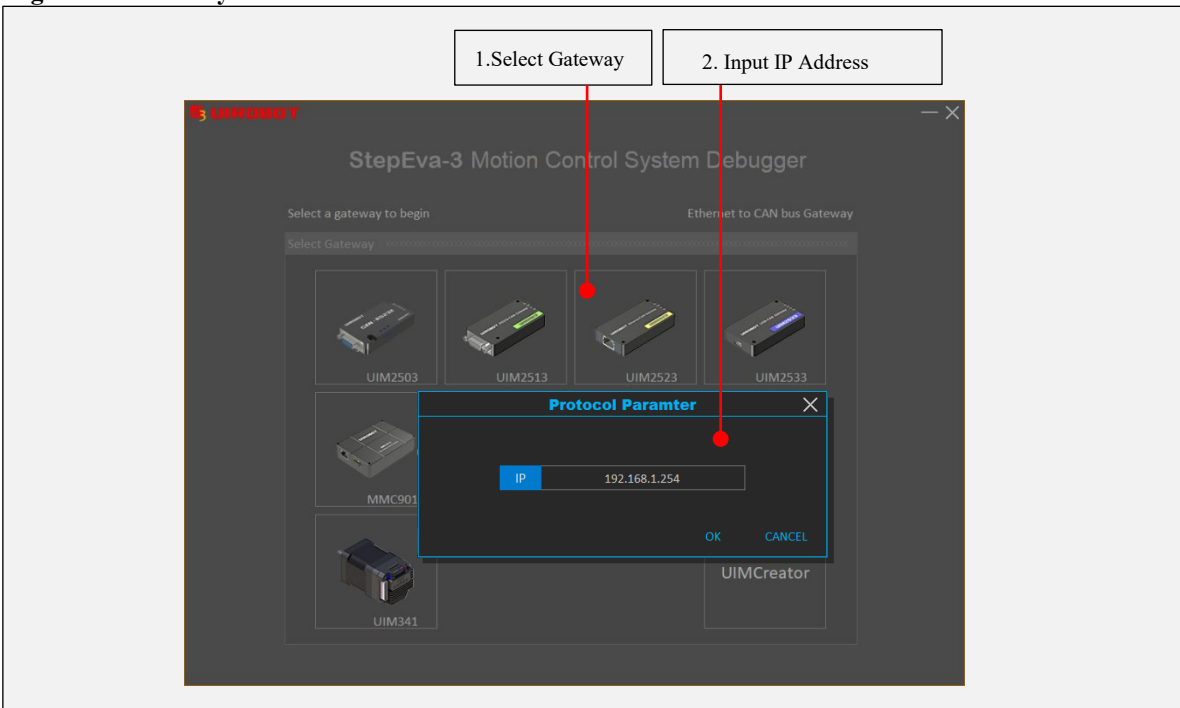 1.Select Gateway
2. Input IP Address
UIROBOT
StepEva-3 Motion Control System Debugger
Select a gateway to begin
Ethernet to CAN bus Gateway
Select Gateway
UIM2503
UIM2513
UIM2523
UIM2533
Protocol Paramter
IP
192.168.1.254
MMC901
OK
CANCEL
UIMCreator
UIM341